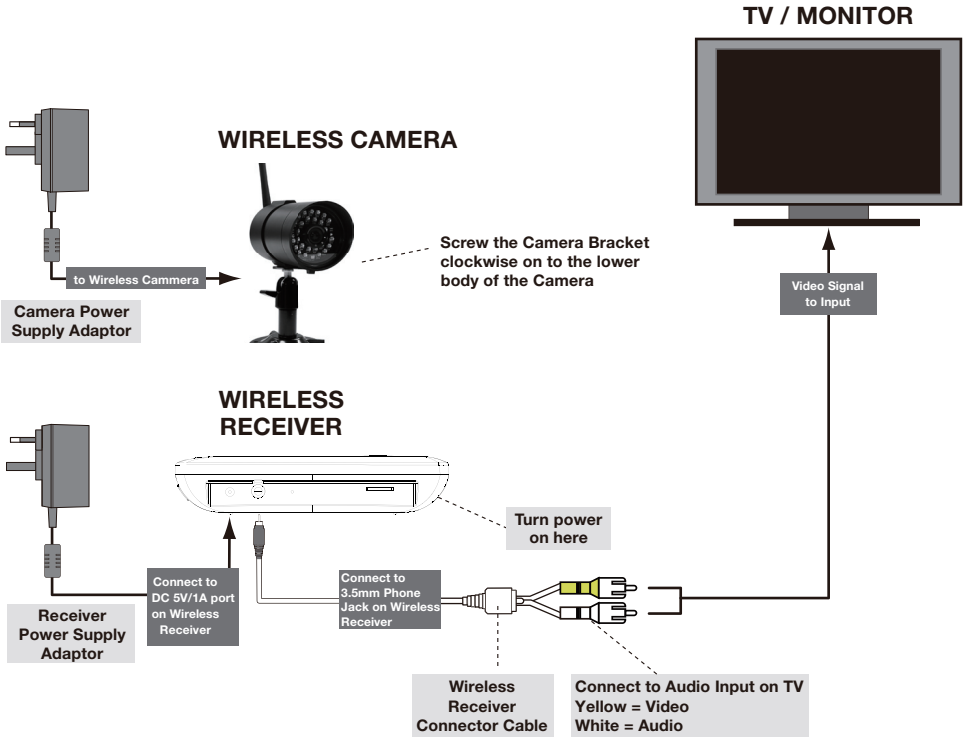 TV / MONITOR
WIRELESS CAMERA
Screw the Camera Bracket
clockwise on to the lower
body of the Camera
to Wireless Cammera
Camera Power
Supply Adaptor
Video Signal
to Input
WIRELESS
RECEIVER
Turn power
on here
Connect to
DC 5V/1A port
on Wireless
Receiver
Connect to
3.5mm Phone
Jack on Wireless
Receiver
Receiver
Power Supply
Adaptor
Wireless
Receiver
Connector Cable
Connect to Audio Input on TV
Yellow = Video
White = Audio